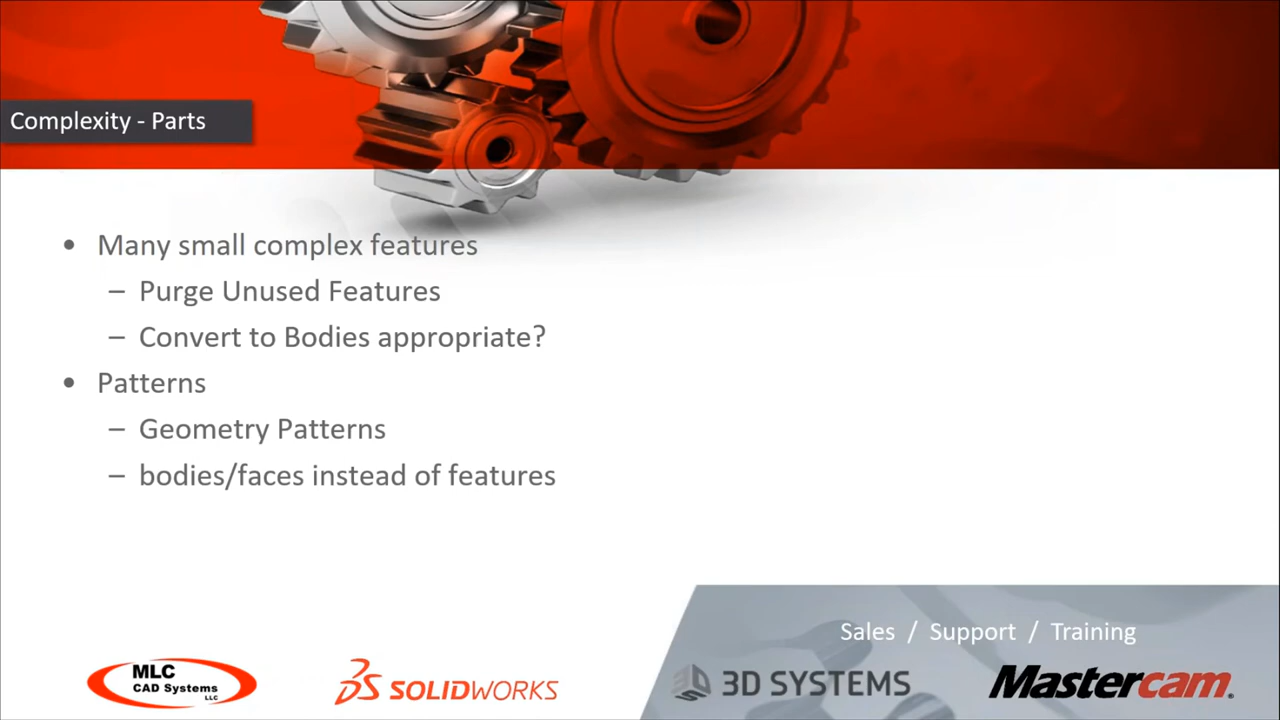 Complexity - Parts
• Many small complex features
– Purge Unused Features
– Convert to Bodies appropriate?
• Patterns
– Geometry Patterns
– bodies/faces instead of features
Sales / Support / Training
MLC
CAD Systems
LLC
SOLIDWORKS
3D SYSTEMS
Mastercam.